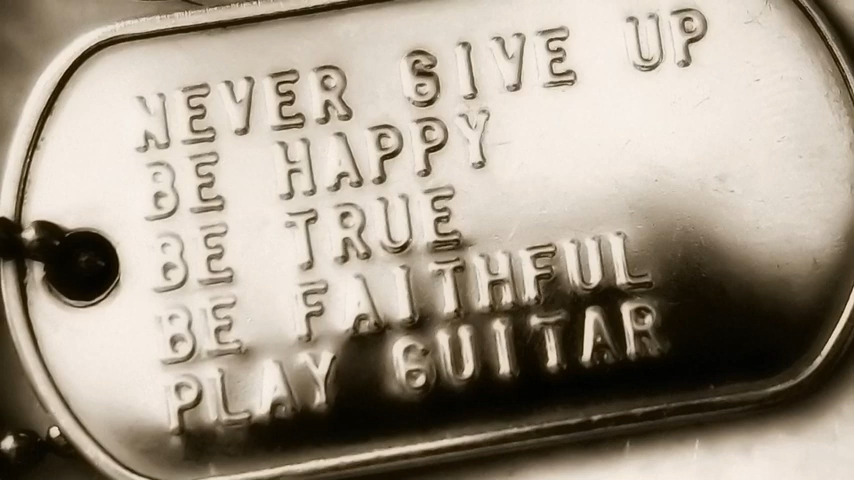 NEVER GIVE UP
BE HAPPY
BE TRUE
BE FAITHFUL
PLAY GUITAR